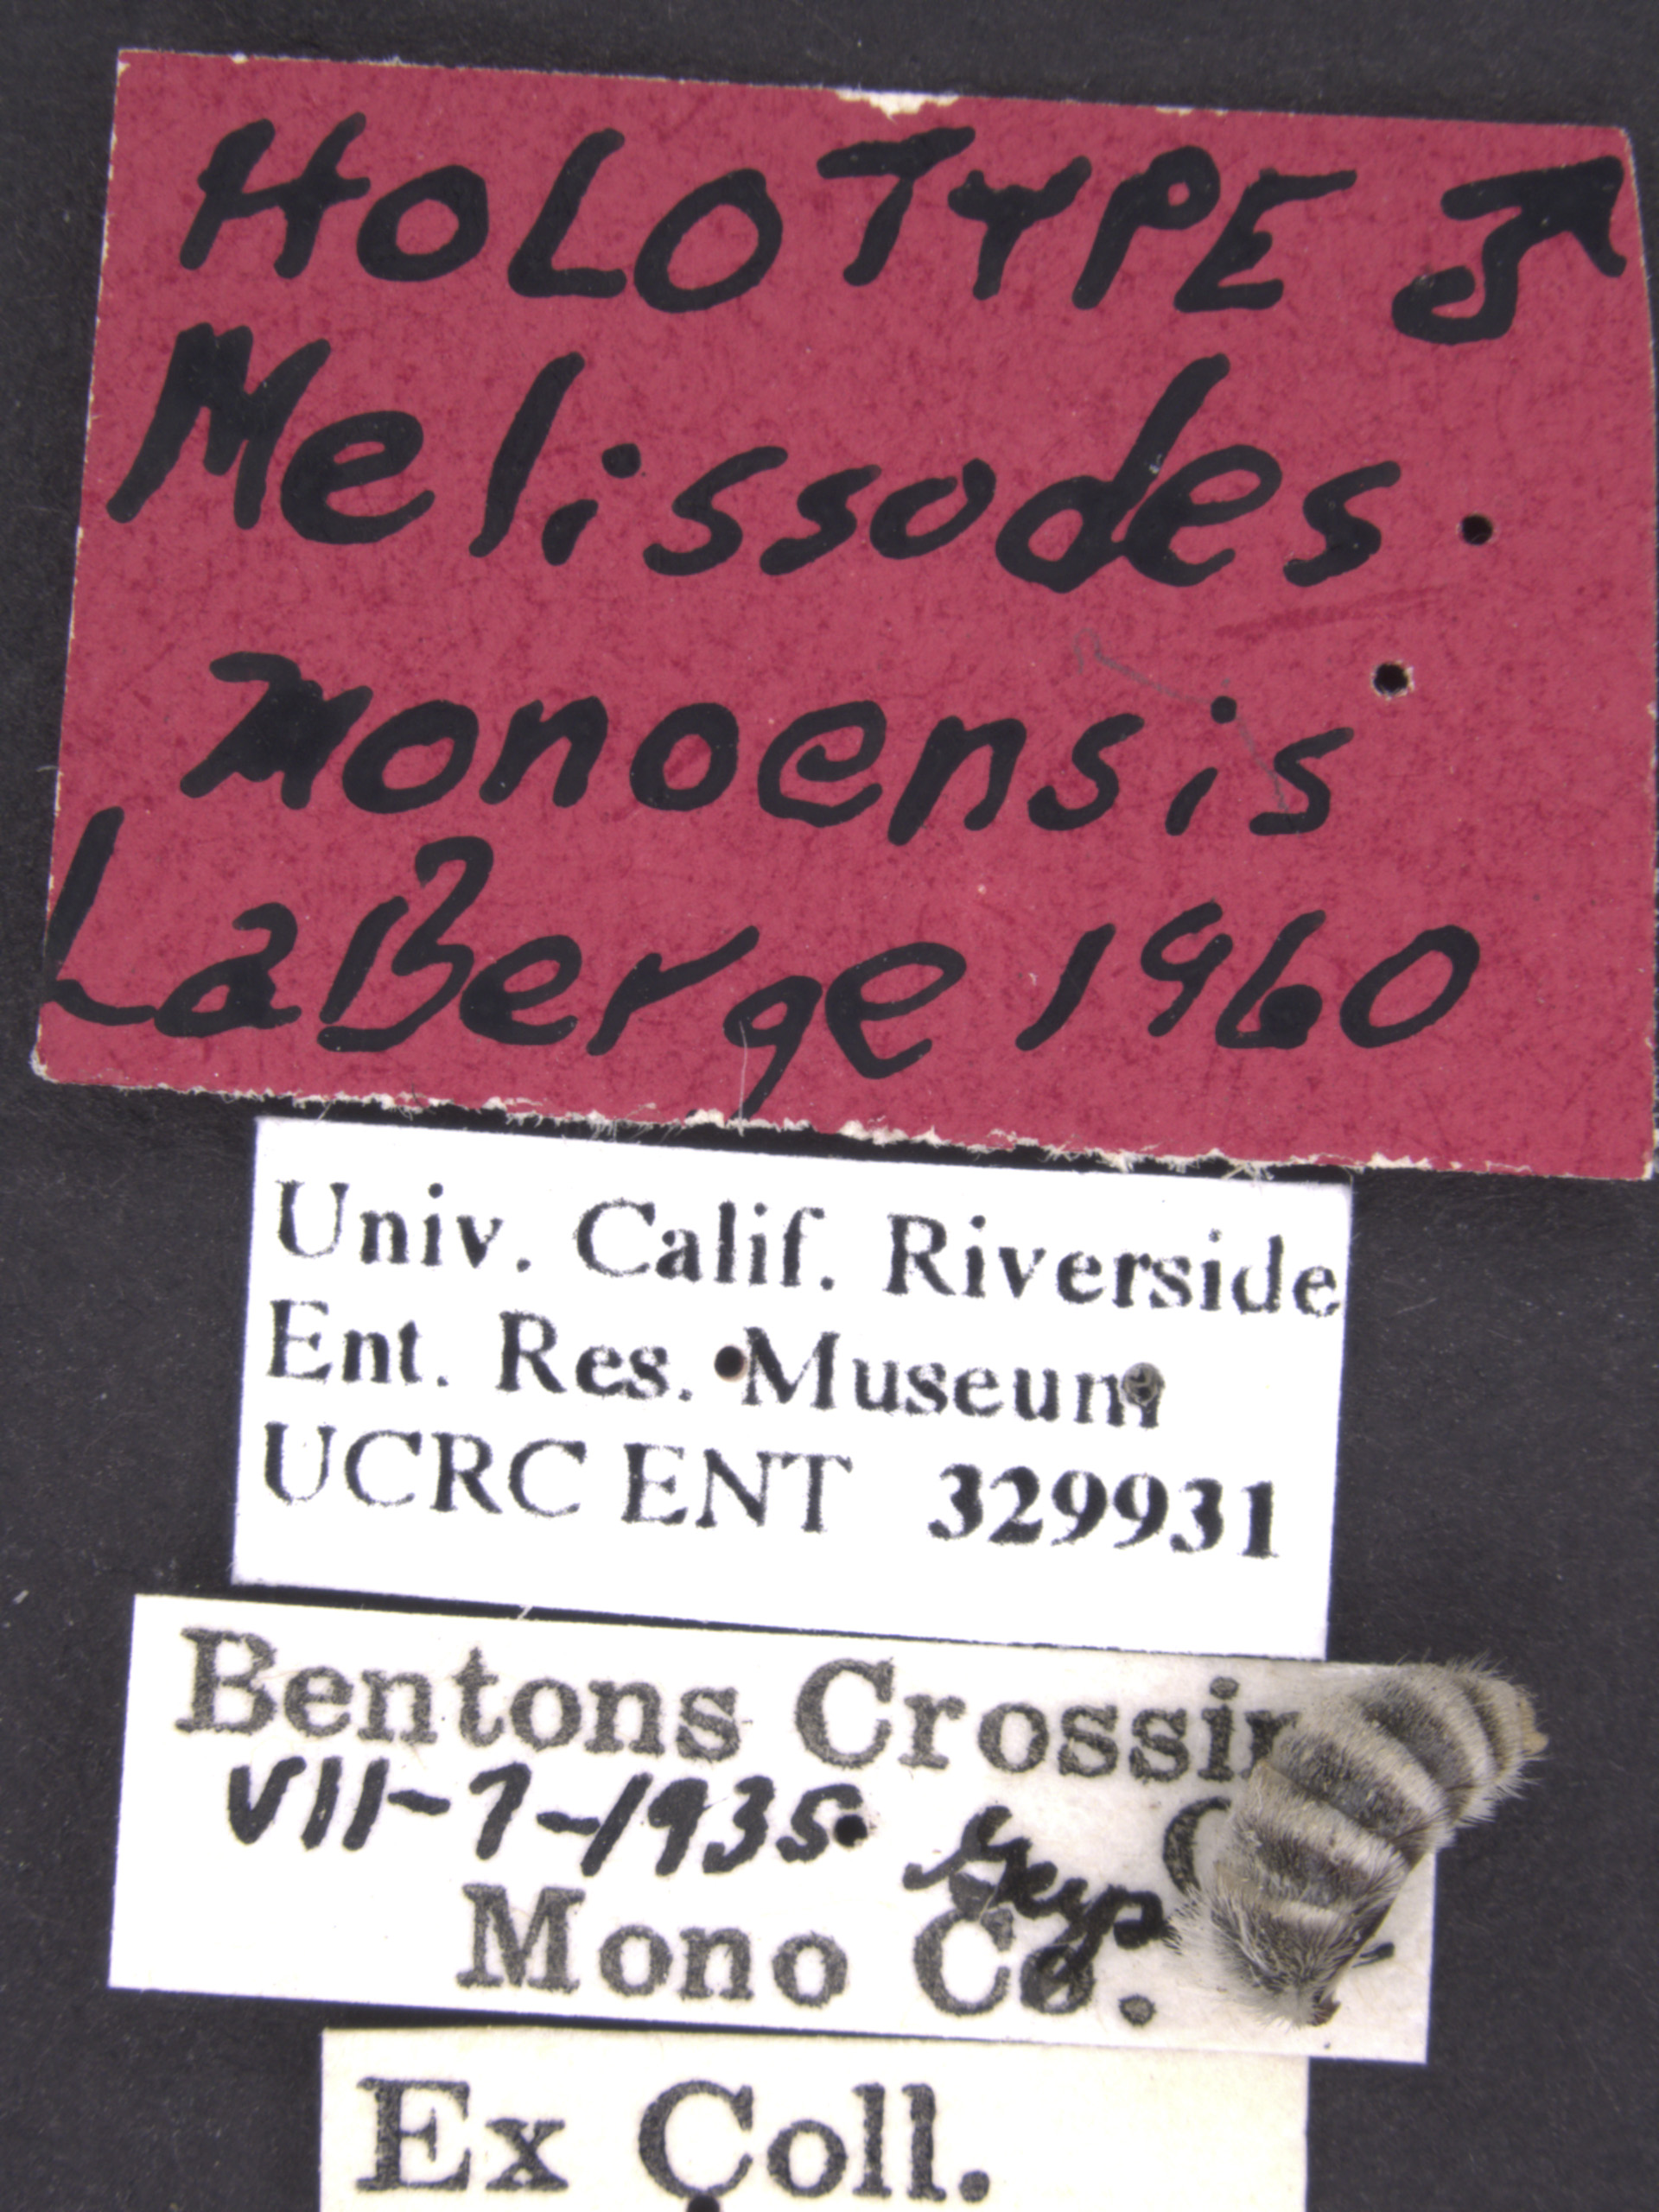 HOLOTYPE ♂
Melissodes
monoensis
LaBerge 1960
Univ. Calif. Riverside
Ent. Res. Museum
UCRC ENT 329931
Bentons
VII-7-1935
Mono Co.
Ex Coll.